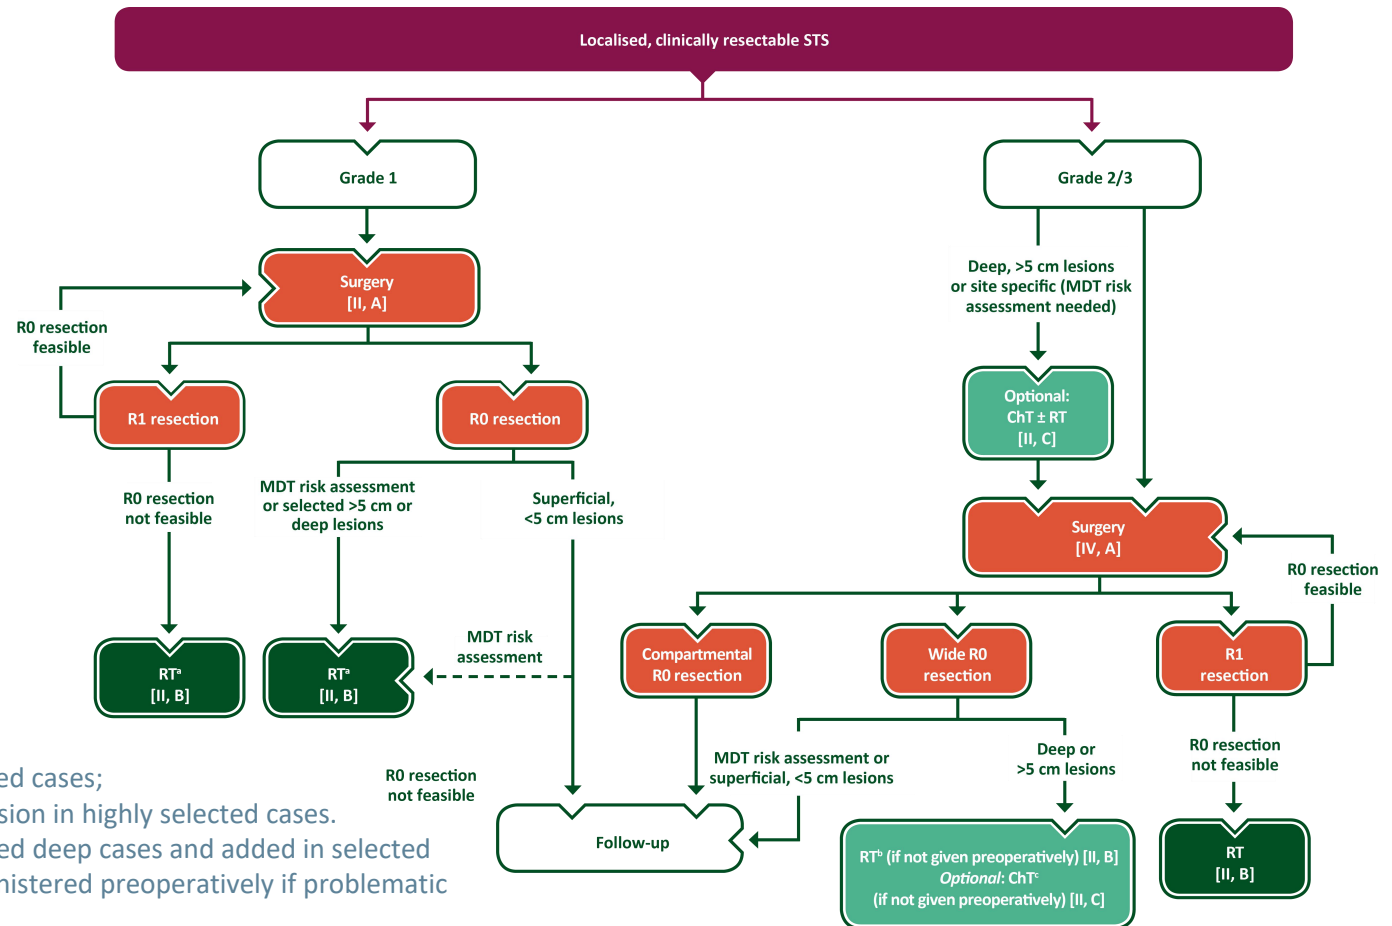 Localised, clinically resectable STS
Grade 1
Grade 2/3
Surgery
[II, A]
Deep, >5 cm lesions
or site specific (MDT risk
assessment needed)
R0 resection
feasible
R1 resection
R0 resection
Optional:
ChT ± RT
[II, C]
R0 resection
not feasible
MDT risk assessment
or selected >5 cm or
deep lesions
Superficial,
<5 cm lesions
Surgery
[IV, A]
R0 resection
feasible
MDT risk
assessment
RTᵃ
[II, B]
RTᵃ
[II, B]
Compartmental
R0 resection
Wide R0
resection
R1
resection
R0 resection
not feasible
MDT risk assessment or
superficial, <5 cm lesions
Deep or
>5 cm lesions
R0 resection
not feasible
Follow-up
RTᵇ (if not given preoperatively) [II, B]
Optional: ChTᶜ
(if not given preoperatively) [II, C]
RT
[II, B]
ed cases;
sion in highly selected cases.
ed deep cases and added in selected
nistered preoperatively if problematic